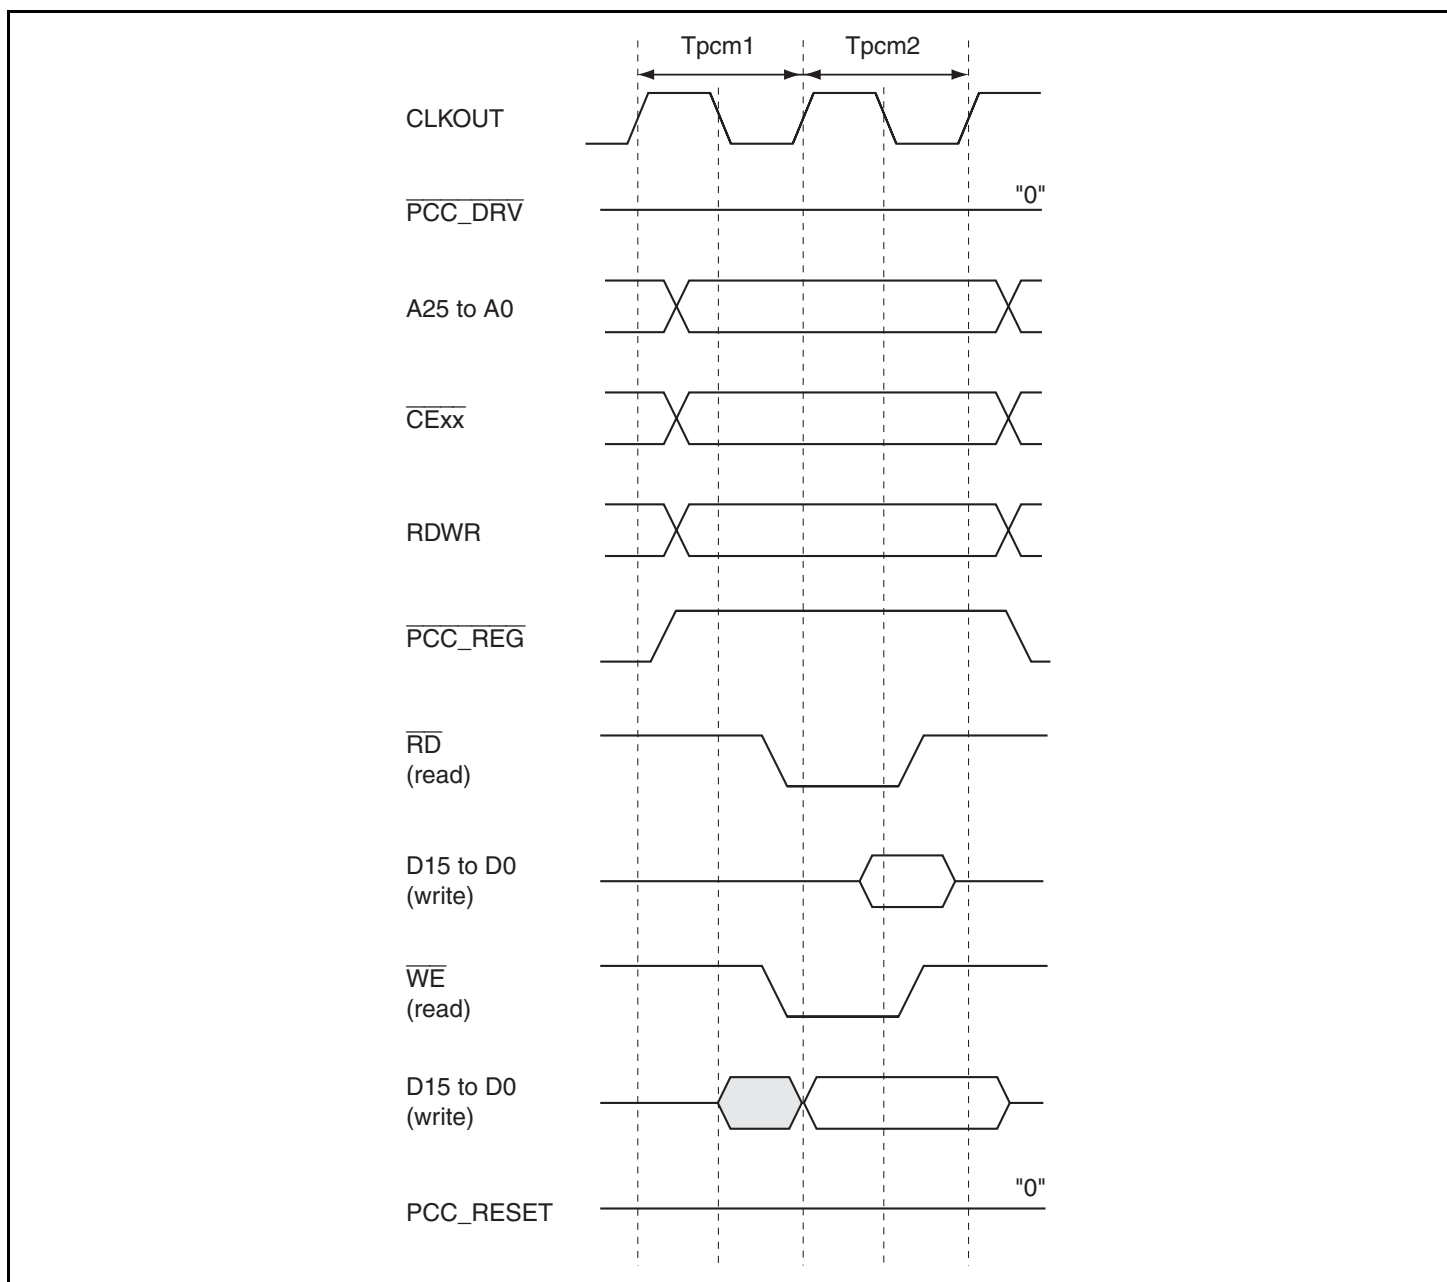 Tpcm1 Tpcm2
CLKOUT
"0"
PCC_DRV
A25 to A0
CExx
RDWR
PCC_REG
RD
(read)
D15 to D0
(write)
WE
(read)
D15 to D0
(write)
"0"
PCC_RESET